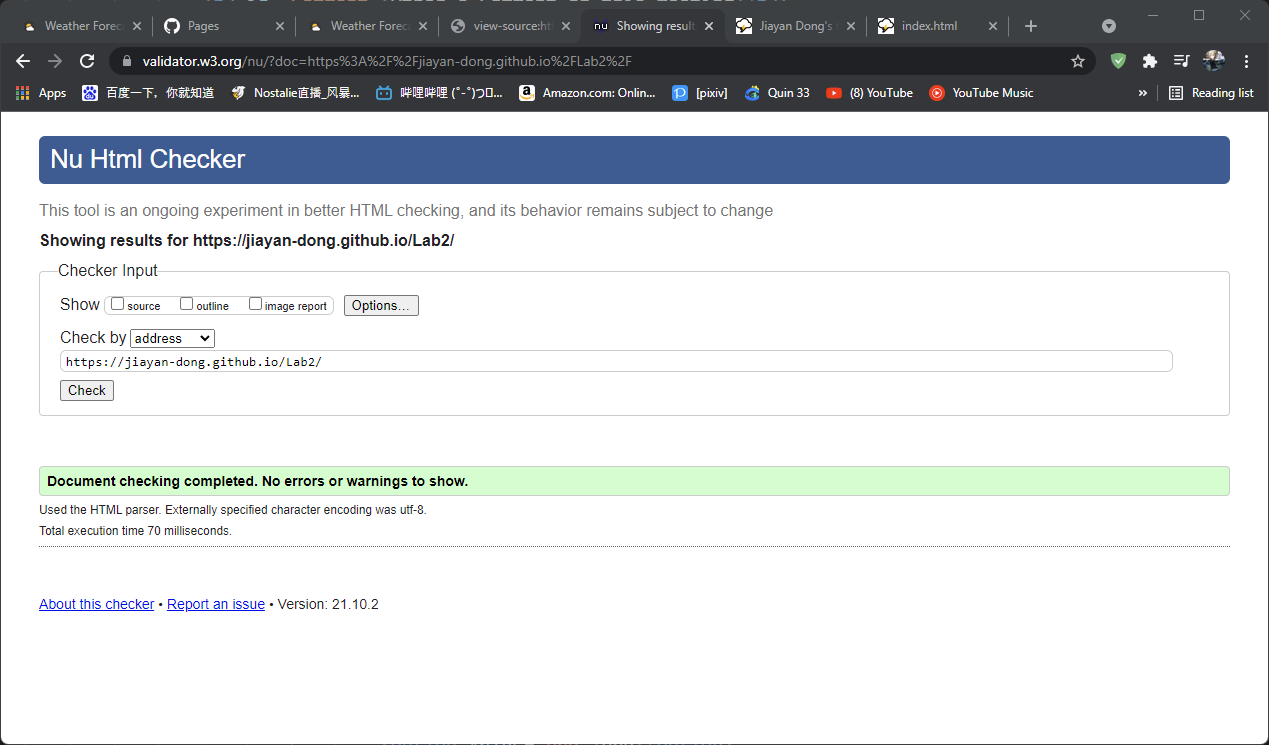 Weather Foreca
Pages
Weather Foreca
view-source:htt
nu Showing result
Jiayan Dong's
index.html
validator.w3.org/nu/?doc=https%3A%2F%2Fjiayan-dong.github.io%2FLab2%2F
Apps
百度一下，你就知道
Nostalie直播_风暴...
哔哩哔哩
Amazon.com: Onlin...
[pixiv]
Quin 33
(8) YouTube
YouTube Music
»
Reading list
Nu Html Checker
This tool is an ongoing experiment in better HTML checking, and its behavior remains subject to change
Showing results for https://jiayan-dong.github.io/Lab2/
Checker Input
Show source outline image report Options...
Check by address
https://jiayan-dong.github.io/Lab2/
Check
Document checking completed. No errors or warnings to show.
Used the HTML parser. Externally specified character encoding was utf-8.
Total execution time 70 milliseconds.
About this checker • Report an issue • Version: 21.10.2